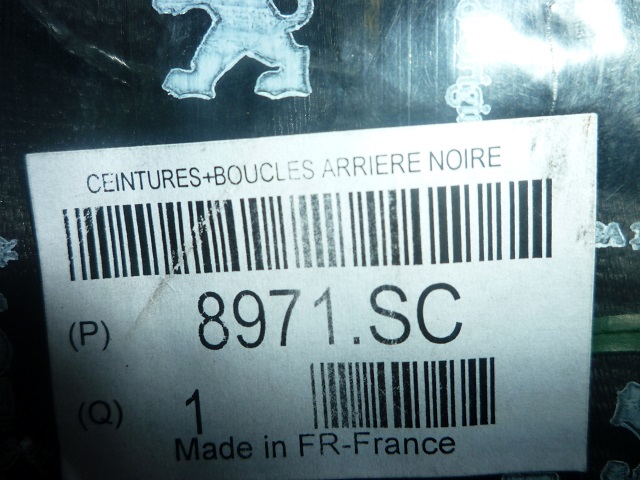 CEINTURES+BOUCLES ARRIERE NOIRE
(P) 8971.SC
(Q) 1
Made in FR-France